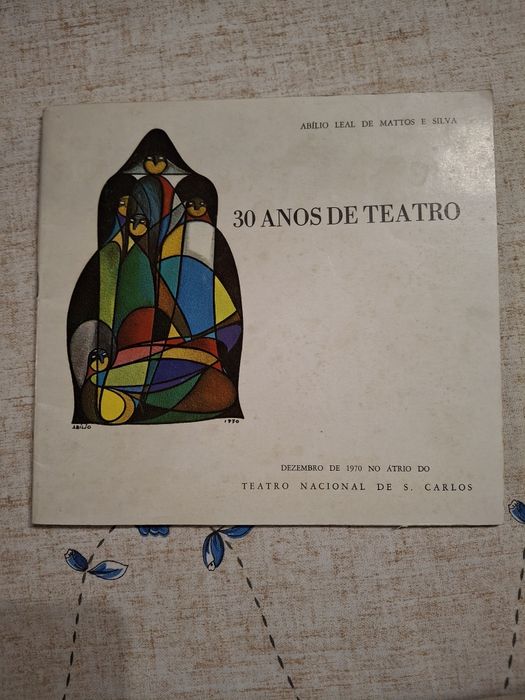 ABÍLIO LEAL DE MATTOS E SILVA
30 ANOS DE TEATRO
ABÍLIO
1970
DEZEMBRO DE 1970 NO ÁTRIO DO
TEATRO NACIONAL DE S. CARLOS